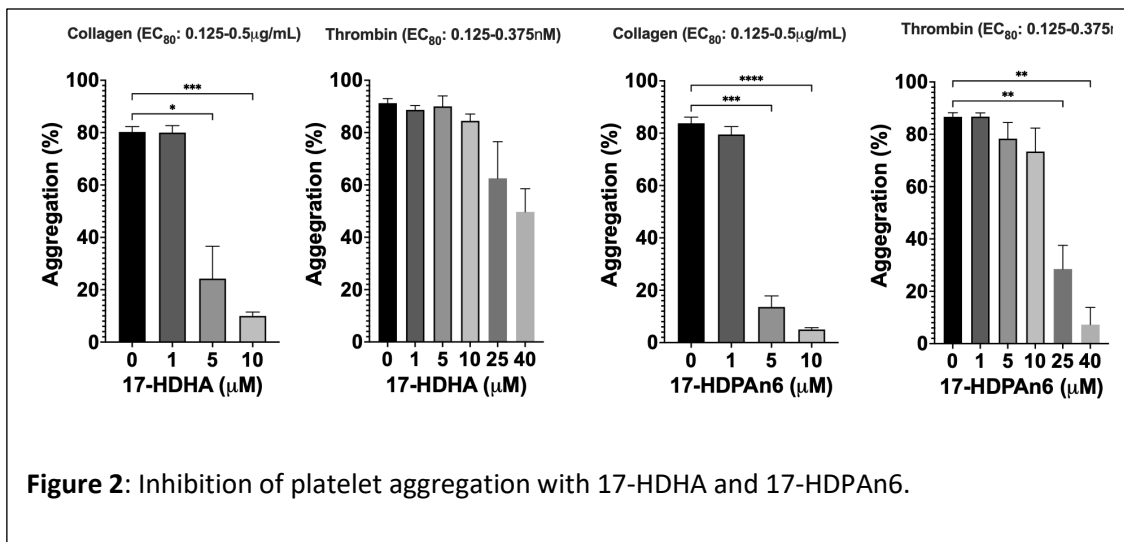 Collagen (EC₈₀: 0.125-0.5μg/mL)
Aggregration (%)
100
80
60
40
20
0
***
*
0 1 5 10
17-HDHA (μM)
Thrombin (EC₈₀: 0.125-0.375nM)
Aggegration (%)
100
80
60
40
20
0
0 1 5 10 25 40
17-HDHA (μM)
Collagen (EC₈₀: 0.125-0.5μg/mL)
Aggregration (%)
100
80
60
40
20
0
****
***
0 1 5 10
17-HDPAn6 (μM)
Thrombin (EC₈₀: 0.125-0.375
Aggegration (%)
100
80
60
40
20
0
**
**
0 1 5 10 25 40
17-HDPAn6 (μM)
Figure 2: Inhibition of platelet aggregation with 17-HDHA and 17-HDPAn6.